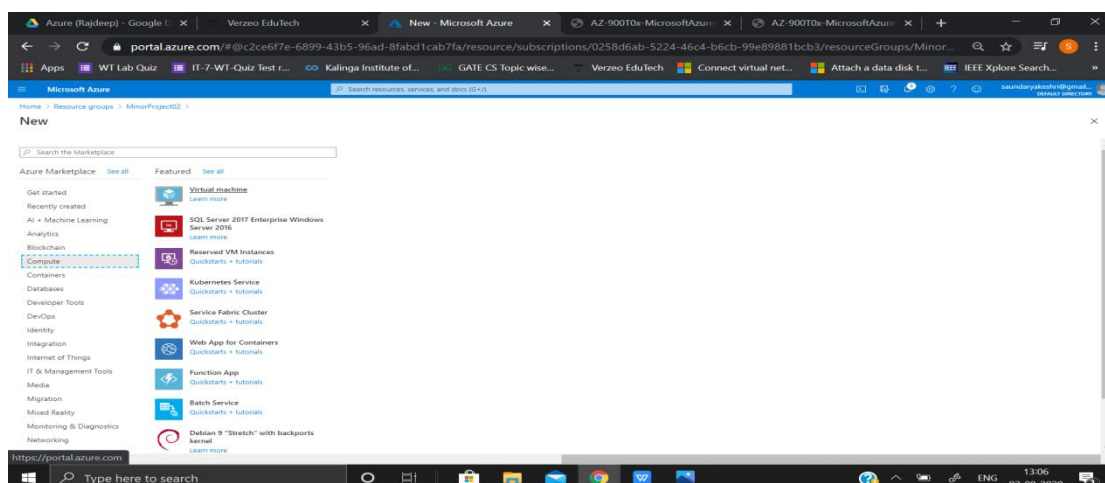 Azure (Rajdeep) - Google D
Verzeo EduTech
New - Microsoft Azure
AZ-900T0x-MicrosoftAzure
AZ-900T0x-MicrosoftAzure
portal.azure.com/#@c2ce6f7e-6899-43b5-96ad-8fabd1cab7fa/resource/subscriptions/0258d6ab-5224-46c4-b6cb-99e89881bcb3/resourceGroups/Minor...
S
Apps
WT Lab Quiz
IT-7-WT-Quiz Test r...
Kalinga Institute of...
GATE CS Topic wise...
Verzeo EduTech
Connect virtual net...
Attach a data disk t...
IEEE Xplore Search...
Microsoft Azure
Search resources, services, and docs (G+/)
saundaryakeshri@gmail...
DEFAULT DIRECTORY
Home > Resource groups > MinorProject02 >
New
Search the Marketplace
Azure Marketplace See all
Featured See all
Get started
Recently created
AI + Machine Learning
Analytics
Blockchain
Compute
Containers
Databases
Developer Tools
DevOps
Identity
Integration
Internet of Things
IT & Management Tools
Media
Migration
Mixed Reality
Monitoring & Diagnostics
Networking
Virtual machine
Learn more
SQL Server 2017 Enterprise Windows
Server 2016
Learn more
Reserved VM Instances
Quickstarts + tutorials
Kubernetes Service
Quickstarts + tutorials
Service Fabric Cluster
Quickstarts + tutorials
Web App for Containers
Quickstarts + tutorials
Function App
Quickstarts + tutorials
Batch Service
Quickstarts + tutorials
Debian 9 "Stretch" with backports
kernel
Learn more
https://portal.azure.com
Type here to search
ENG
13:06